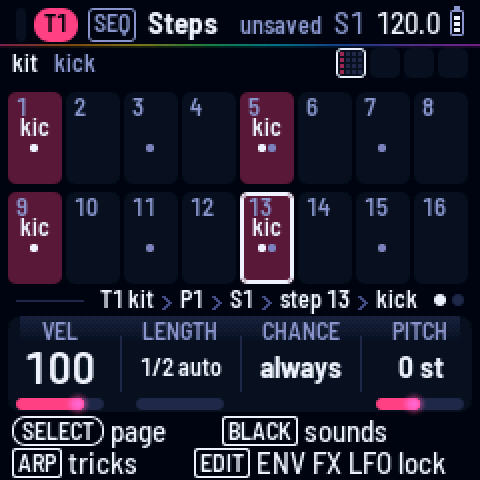 T1 SEQ Steps unsaved S1 120.0
kit kick
1 2 3 4 5 6 7 8
kic kic
9 10 11 12 13 14 15 16
kic kic
T1 kit > P1 > S1 > step 13 > kick
VEL LENGTH CHANCE PITCH
100 1/2 auto always 0 st
SELECT page BLACK sounds
ARP tricks EDIT ENV FX LFO lock